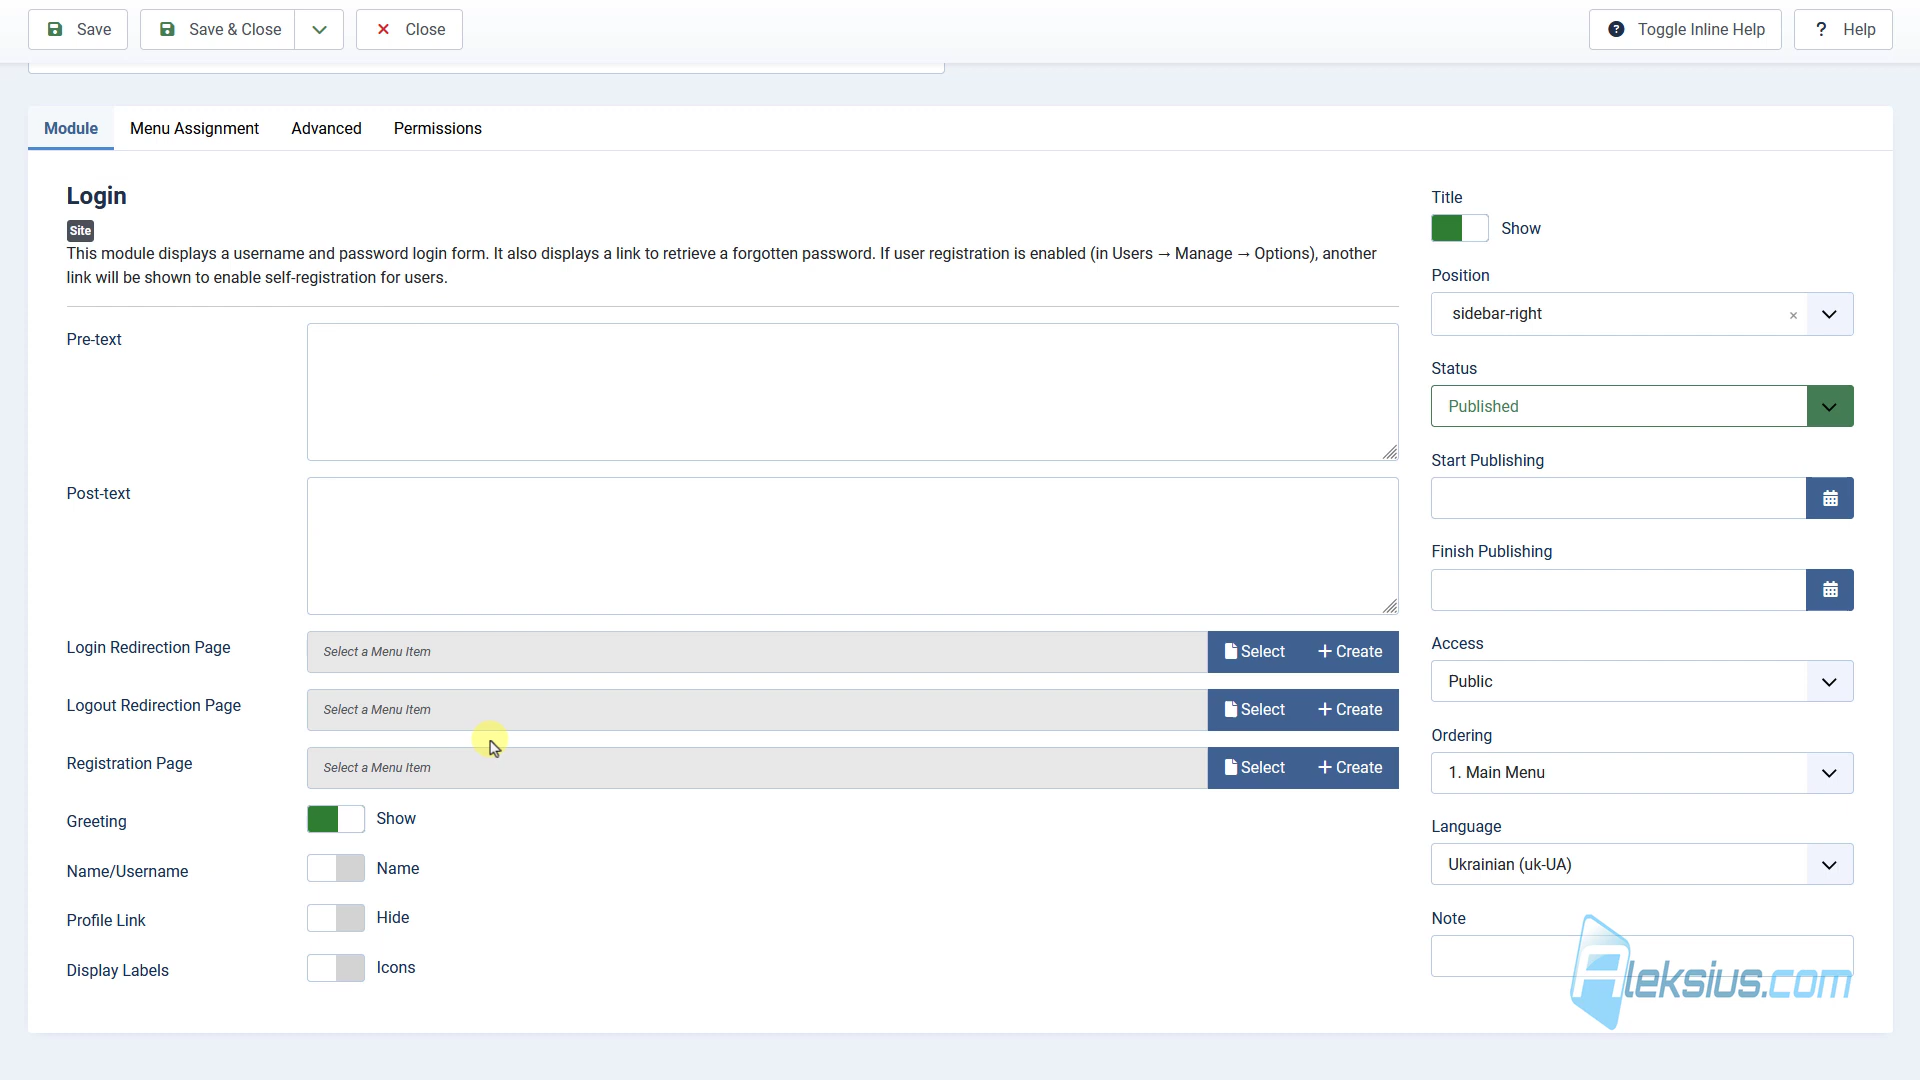 Save
Save & Close
Close
Toggle Inline Help
? Help
Module
Menu Assignment
Advanced
Permissions
Login
Site
This module displays a username and password login form. It also displays a link to retrieve a forgotten password. If user registration is enabled (in Users → Manage → Options), another
link will be shown to enable self-registration for users.
Pre-text
Post-text
Login Redirection Page
Select a Menu Item
Select
+ Create
Logout Redirection Page
Select a Menu Item
Select
+ Create
Registration Page
Select a Menu Item
Select
+ Create
Greeting
Show
Name/Username
Name
Profile Link
Hide
Display Labels
Icons
Title
Show
Position
sidebar-right
×
Status
Published
Start Publishing
Finish Publishing
Access
Public
Ordering
1. Main Menu
Language
Ukrainian (uk-UA)
Note
Aleksius.com